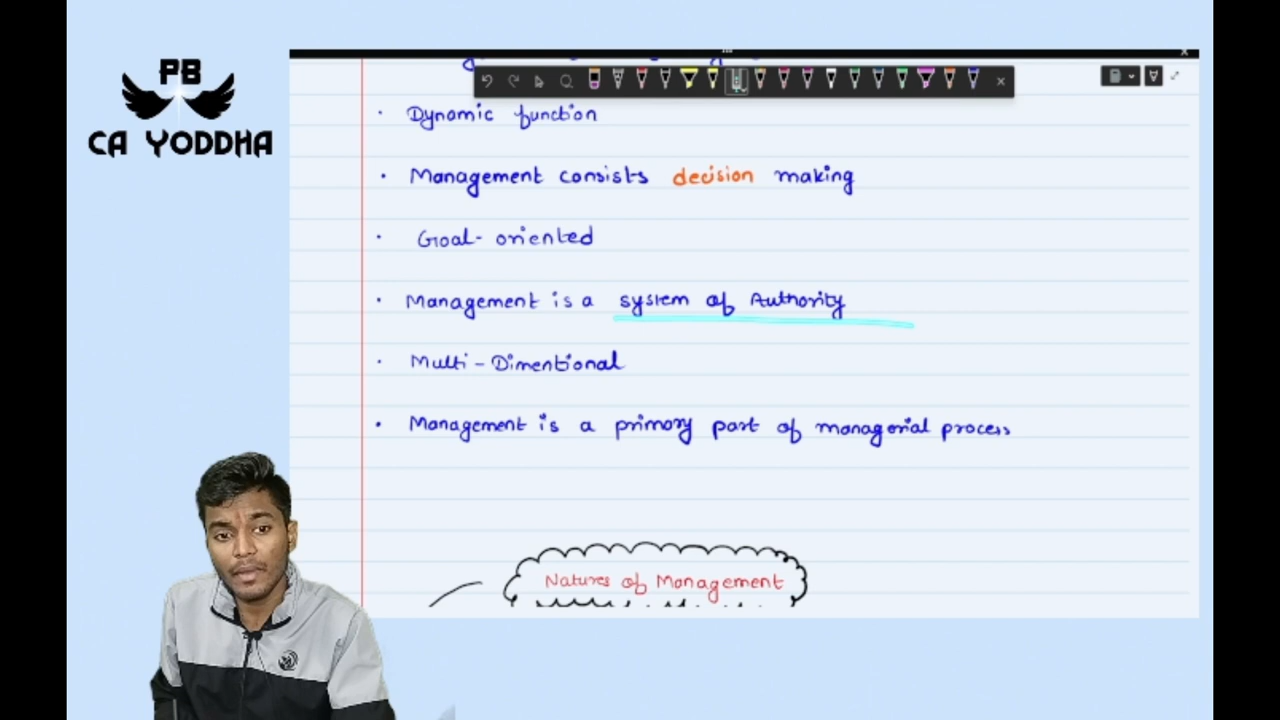 PB
CA YODDHA
· Dynamic function
· Management consists decision making
· Goal-oriented
· Management is a system of Authority
· Multi-Dimentional
· Management is a primary part of managerial process
Natures of Management